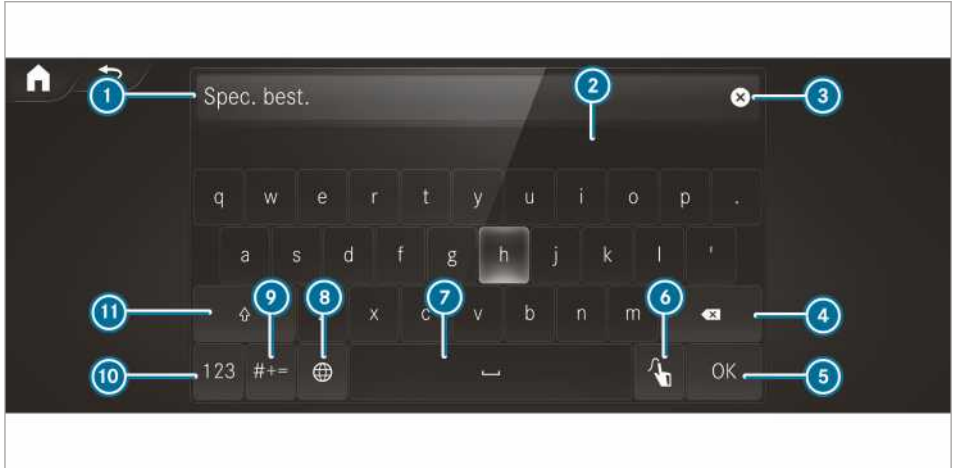 1 Spec. best. 2 3
q w e r t y u i o p .
a s d f g h j k l '
11 9 8 x c 7 v b n m 6 4
10 123 #+= OK 5